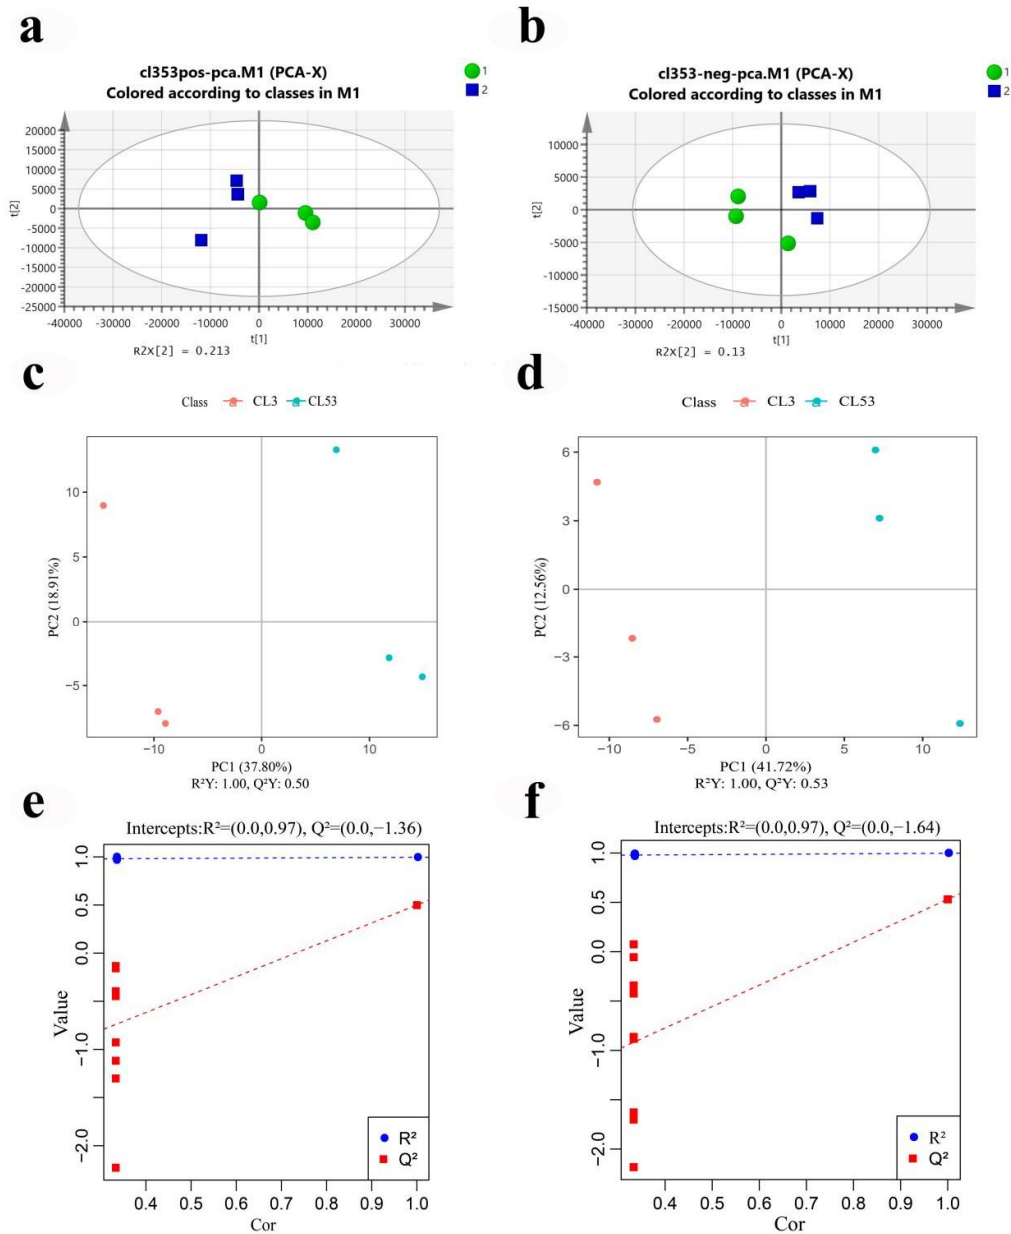 a
cl353pos-pca.M1 (PCA-X)
Colored according to classes in M1
1
2
20000
15000
10000
5000
0
-5000
-10000
-15000
-20000
-25000
t[2]
-40000 -30000 -20000 -10000 0 10000 20000 30000
t[1]
R2X[2] = 0.213
b
cl353-neg-pca.M1 (PCA-X)
Colored according to classes in M1
1
2
10000
5000
0
-5000
-10000
-15000
t[2]
-40000 -30000 -20000 -10000 0 10000 20000 30000
t[1]
R2X[2] = 0.13
c
Class CL3 CL53
10
5
0
−5
PC2 (18.91%)
−10 0 10
PC1 (37.80%)
R²Y: 1.00, Q²Y: 0.50
d
Class CL3 CL53
6
3
0
−3
−6
PC2 (12.56%)
−10 −5 0 5 10
PC1 (41.72%)
R²Y: 1.00, Q²Y: 0.53
e
Intercepts:R²=(0.0,0.97), Q²=(0.0,−1.36)
1.0
0.5
0.0
−1.0
−2.0
Value
R²
Q²
0.4 0.5 0.6 0.7 0.8 0.9 1.0
Cor
f
Intercepts:R²=(0.0,0.97), Q²=(0.0,−1.64)
1.0
0.5
0.0
−1.0
−2.0
Value
R²
Q²
0.4 0.5 0.6 0.7 0.8 0.9 1.0
Cor